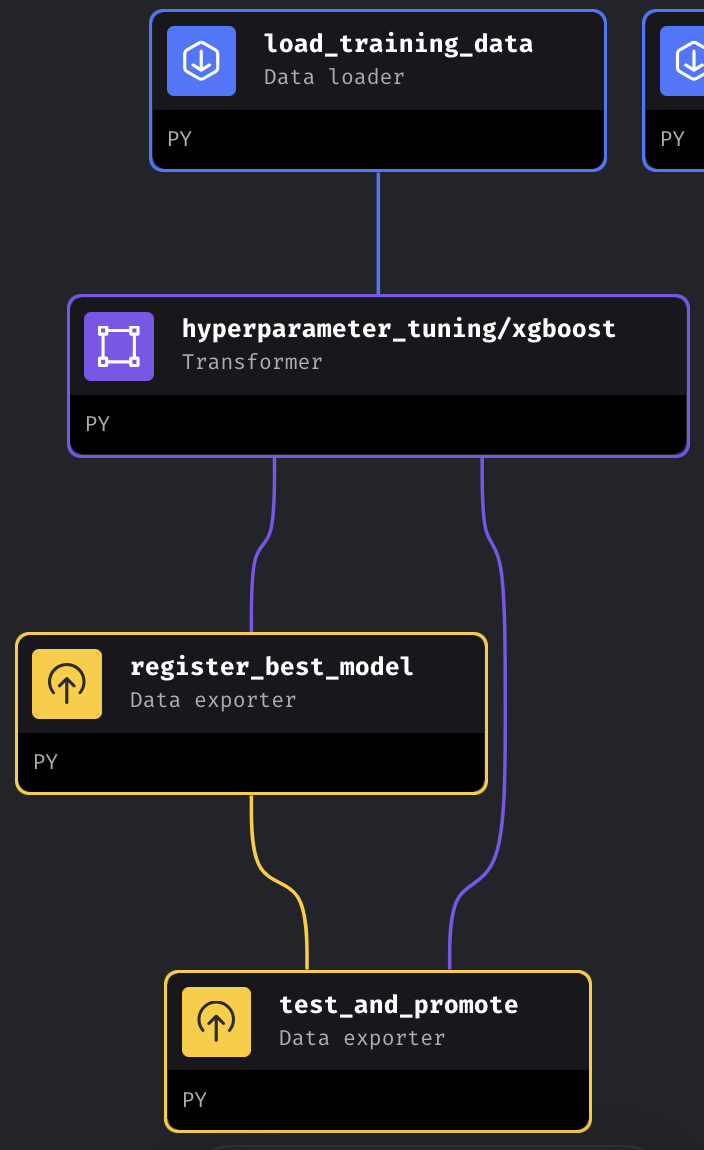 load_training_data
Data loader
PY
PY
hyperparameter_tuning/xgboost
Transformer
PY
register_best_model
Data exporter
PY
test_and_promote
Data exporter
PY